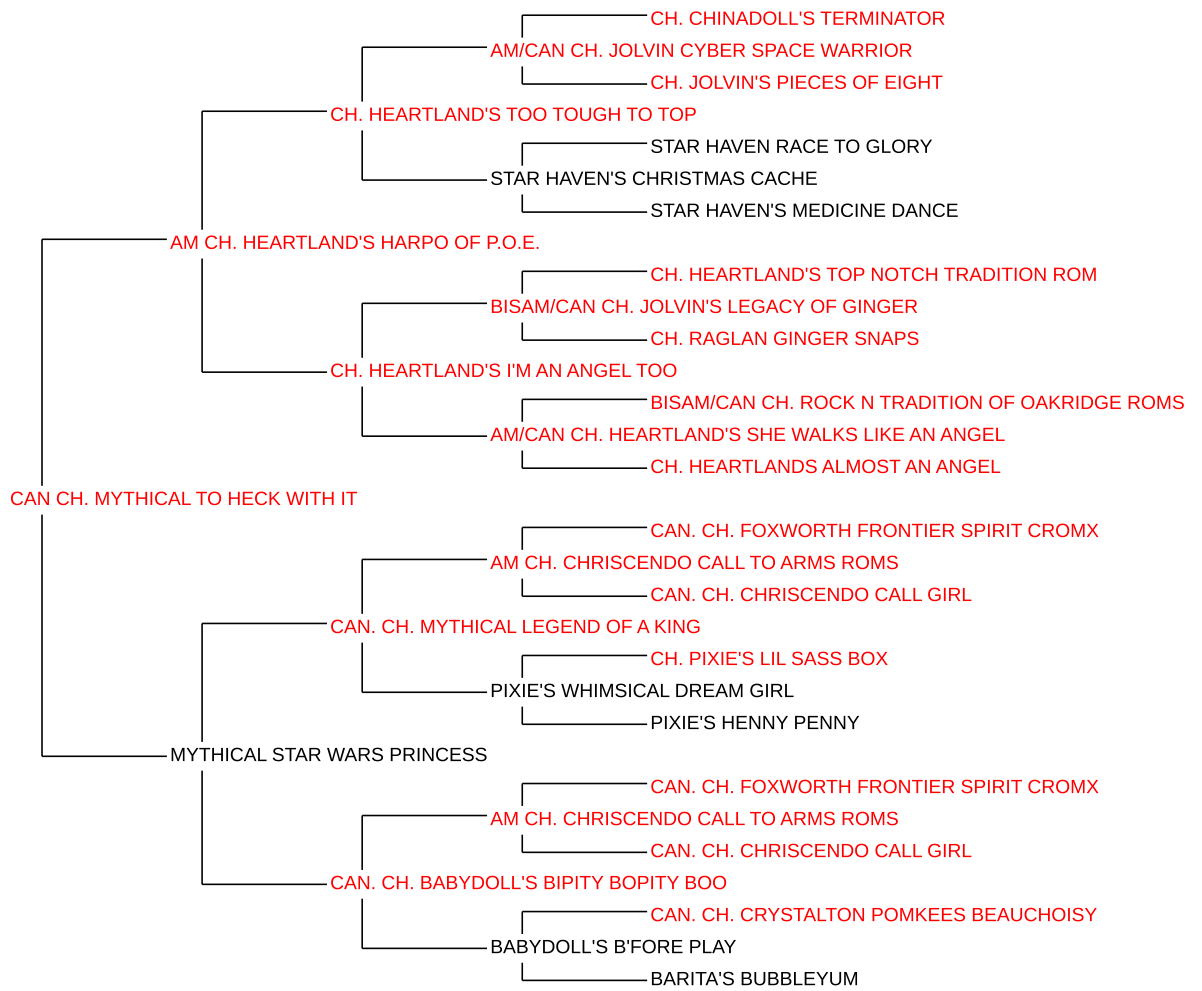 CH. CHINADOLL'S TERMINATOR
AM/CAN CH. JOLVIN CYBER SPACE WARRIOR
CH. JOLVIN'S PIECES OF EIGHT
CH. HEARTLAND'S TOO TOUGH TO TOP
STAR HAVEN RACE TO GLORY
STAR HAVEN'S CHRISTMAS CACHE
STAR HAVEN'S MEDICINE DANCE
AM CH. HEARTLAND'S HARPO OF P.O.E.
CH. HEARTLAND'S TOP NOTCH TRADITION ROM
BISAM/CAN CH. JOLVIN'S LEGACY OF GINGER
CH. RAGLAN GINGER SNAPS
CH. HEARTLAND'S I'M AN ANGEL TOO
BISAM/CAN CH. ROCK N TRADITION OF OAKRIDGE ROMS
AM/CAN CH. HEARTLAND'S SHE WALKS LIKE AN ANGEL
CH. HEARTLANDS ALMOST AN ANGEL
CAN CH. MYTHICAL TO HECK WITH IT
CAN. CH. FOXWORTH FRONTIER SPIRIT CROMX
AM CH. CHRISCENDO CALL TO ARMS ROMS
CAN. CH. CHRISCENDO CALL GIRL
CAN. CH. MYTHICAL LEGEND OF A KING
CH. PIXIE'S LIL SASS BOX
PIXIE'S WHIMSICAL DREAM GIRL
PIXIE'S HENNY PENNY
MYTHICAL STAR WARS PRINCESS
CAN. CH. FOXWORTH FRONTIER SPIRIT CROMX
AM CH. CHRISCENDO CALL TO ARMS ROMS
CAN. CH. CHRISCENDO CALL GIRL
CAN. CH. BABYDOLL'S BIPITY BOPITY BOO
CAN. CH. CRYSTALTON POMKEES BEAUCHOISY
BABYDOLL'S B'FORE PLAY
BARITA'S BUBBLEYUM